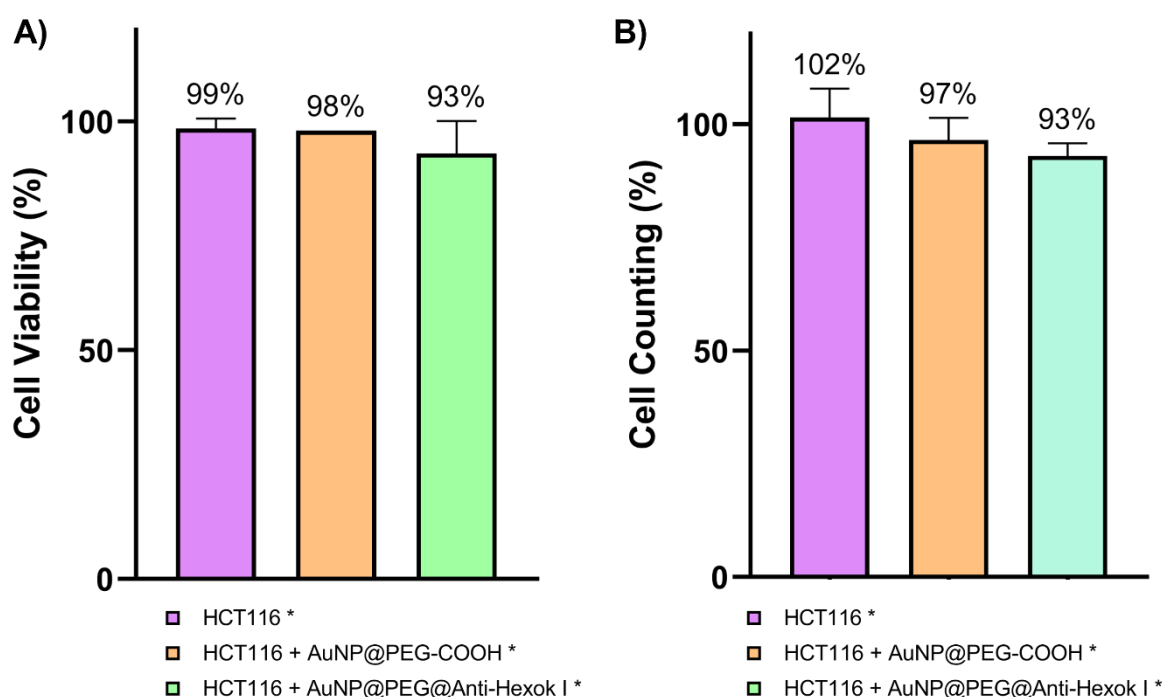 A)
99%
98%
93%
100
50
0
Cell Viability (%)
HCT116 *
HCT116 + AuNP@PEG-COOH *
HCT116 + AuNP@PEG@Anti-Hexok I *
B)
102%
97%
93%
100
50
0
Cell Counting (%)
HCT116 *
HCT116 + AuNP@PEG-COOH *
HCT116 + AuNP@PEG@Anti-Hexok I *